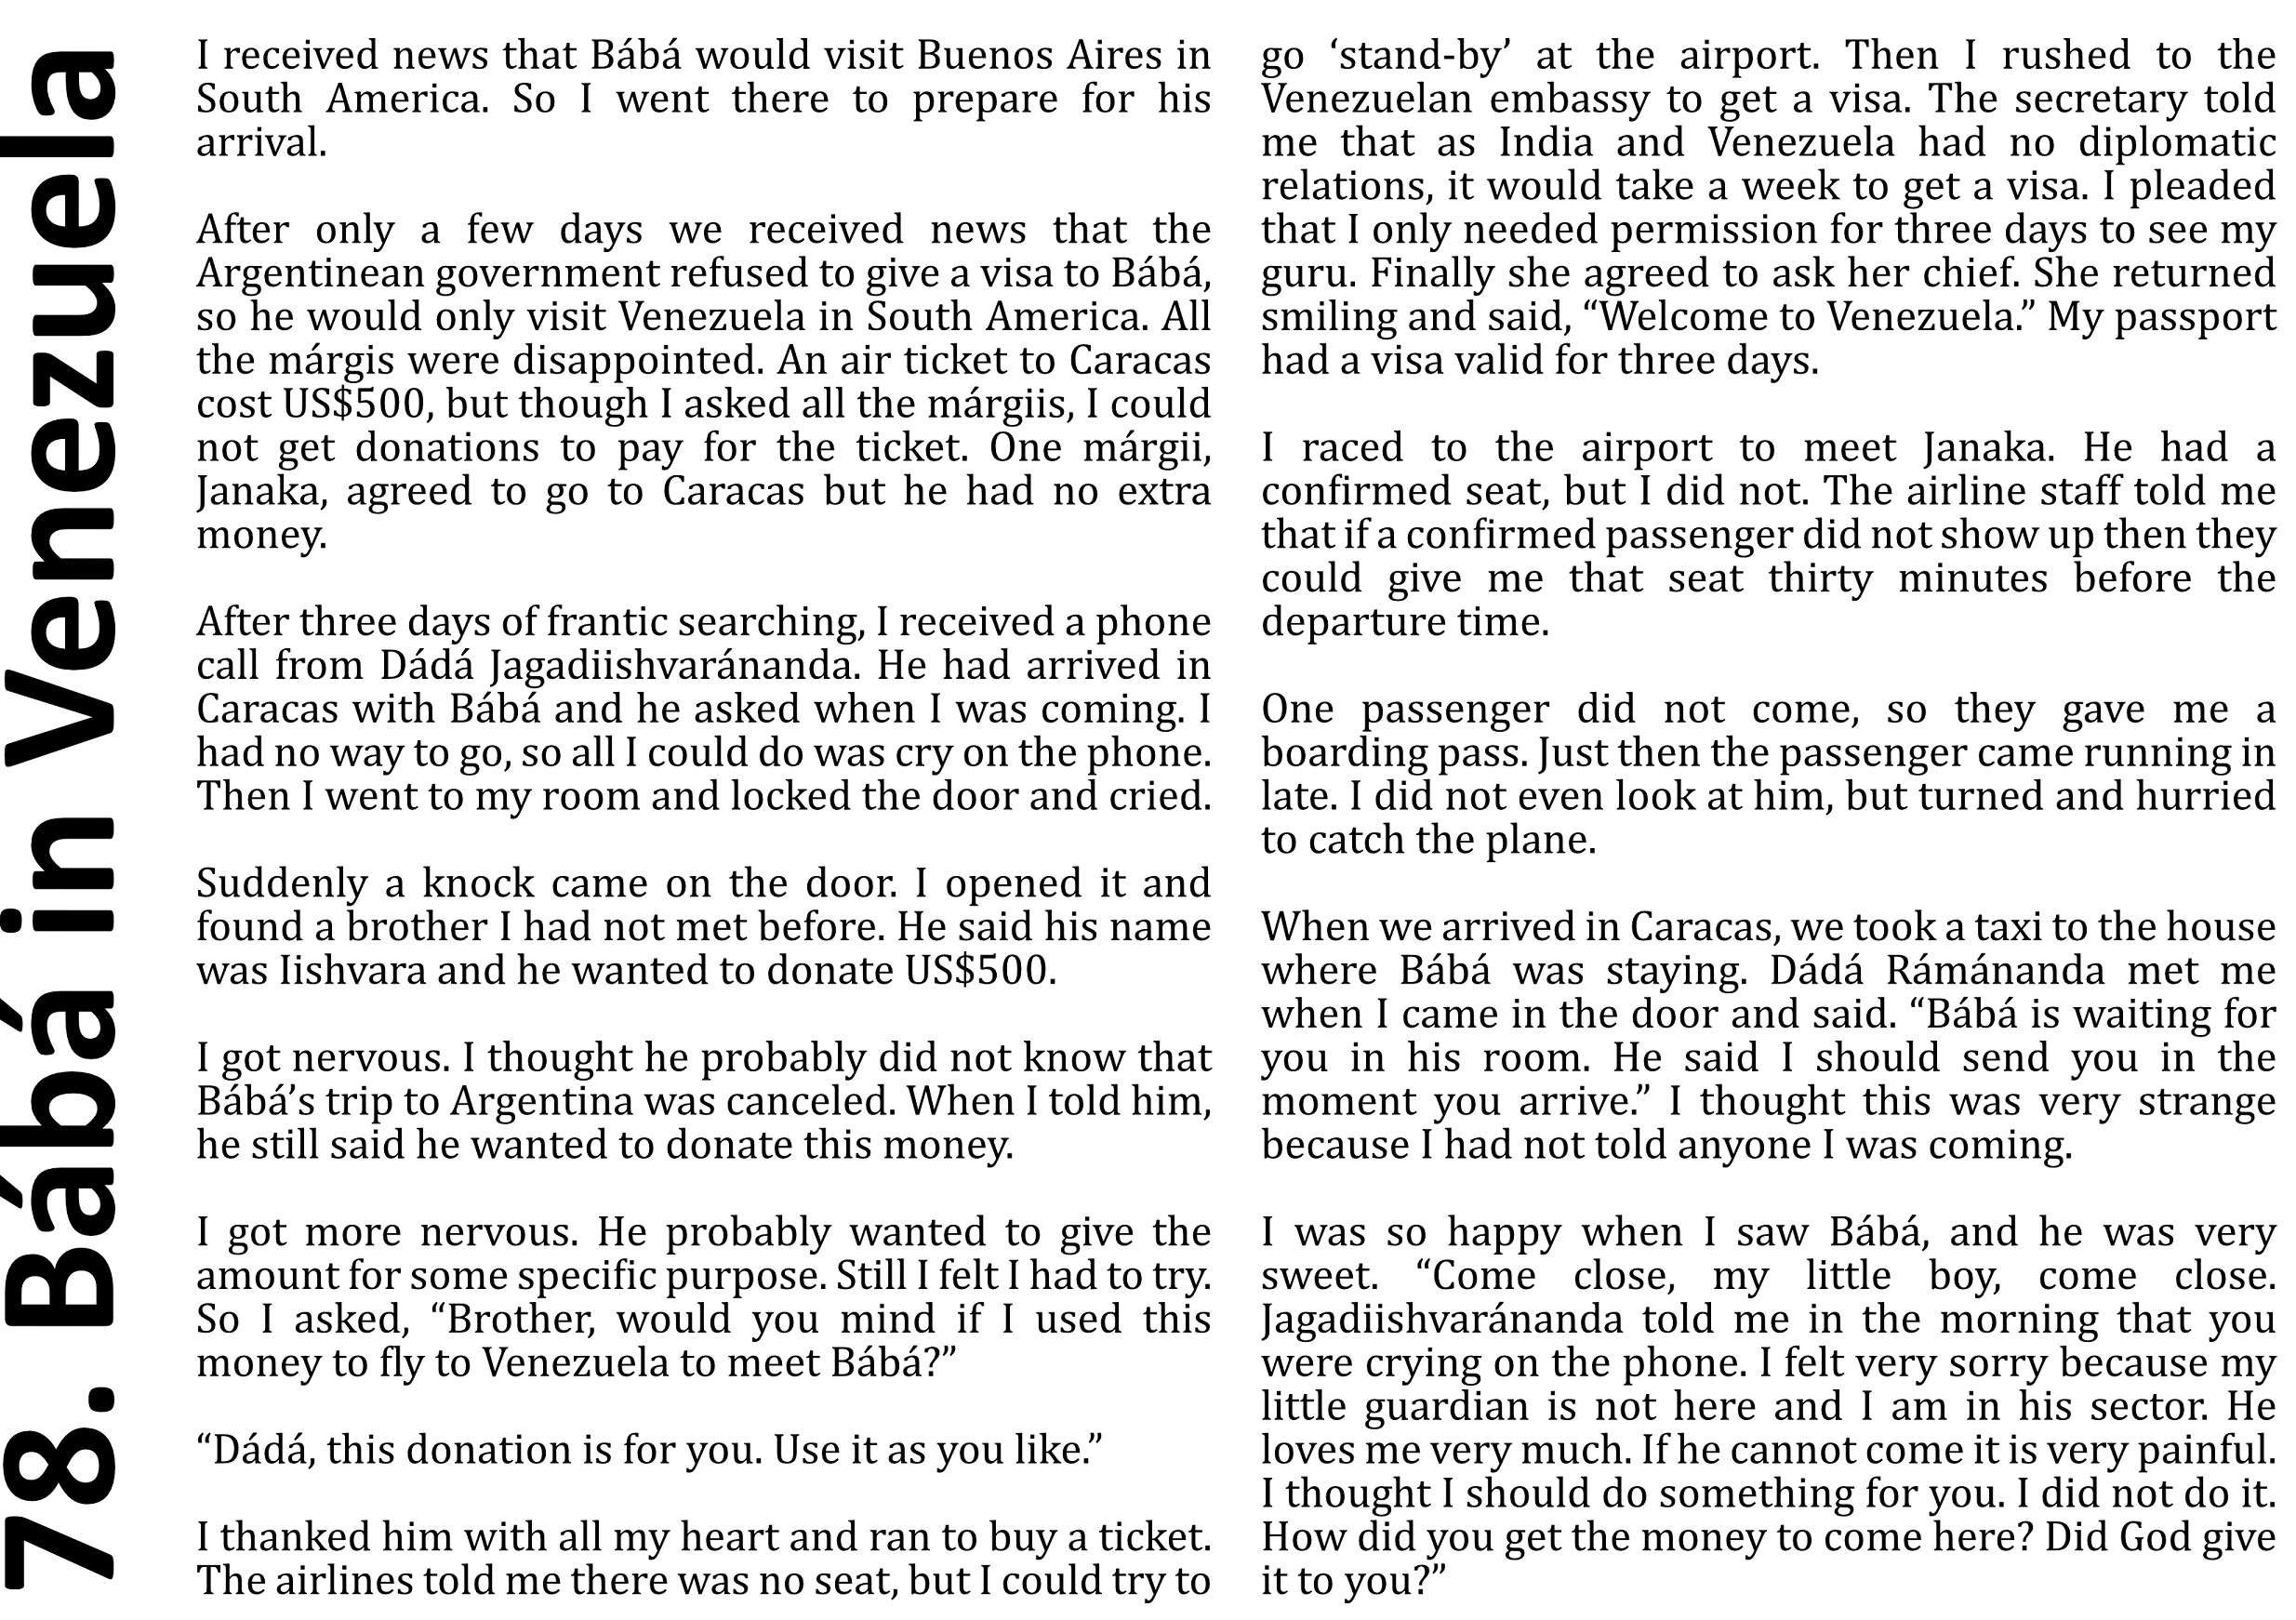 78. Bábá in Venezuela
I received news that Bábá would visit Buenos Aires in
South America. So I went there to prepare for his
arrival.
After only a few days we received news that the
Argentinean government refused to give a visa to Bábá,
so he would only visit Venezuela in South America. All
the márgis were disappointed. An air ticket to Caracas
cost US$500, but though I asked all the márgiis, I could
not get donations to pay for the ticket. One márgii,
Janaka, agreed to go to Caracas but he had no extra
money.
After three days of frantic searching, I received a phone
call from Dádá Jagadiishvaránanda. He had arrived in
Caracas with Bábá and he asked when I was coming. I
had no way to go, so all I could do was cry on the phone.
Then I went to my room and locked the door and cried.
Suddenly a knock came on the door. I opened it and
found a brother I had not met before. He said his name
was Iishvara and he wanted to donate US$500.
I got nervous. I thought he probably did not know that
Bábá’s trip to Argentina was canceled. When I told him,
he still said he wanted to donate this money.
I got more nervous. He probably wanted to give the
amount for some specific purpose. Still I felt I had to try.
So I asked, “Brother, would you mind if I used this
money to fly to Venezuela to meet Bábá?”
“Dádá, this donation is for you. Use it as you like.”
I thanked him with all my heart and ran to buy a ticket.
The airlines told me there was no seat, but I could try to
go ‘stand-by’ at the airport. Then I rushed to the
Venezuelan embassy to get a visa. The secretary told
me that as India and Venezuela had no diplomatic
relations, it would take a week to get a visa. I pleaded
that I only needed permission for three days to see my
guru. Finally she agreed to ask her chief. She returned
smiling and said, “Welcome to Venezuela.” My passport
had a visa valid for three days.
I raced to the airport to meet Janaka. He had a
confirmed seat, but I did not. The airline staff told me
that if a confirmed passenger did not show up then they
could give me that seat thirty minutes before the
departure time.
One passenger did not come, so they gave me a
boarding pass. Just then the passenger came running in
late. I did not even look at him, but turned and hurried
to catch the plane.
When we arrived in Caracas, we took a taxi to the house
where Bábá was staying. Dádá Rámánanda met me
when I came in the door and said. “Bábá is waiting for
you in his room. He said I should send you in the
moment you arrive.” I thought this was very strange
because I had not told anyone I was coming.
I was so happy when I saw Bábá, and he was very
sweet. “Come close, my little boy, come close.
Jagadiishvaránanda told me in the morning that you
were crying on the phone. I felt very sorry because my
little guardian is not here and I am in his sector. He
loves me very much. If he cannot come it is very painful.
I thought I should do something for you. I did not do it.
How did you get the money to come here? Did God give
it to you?”